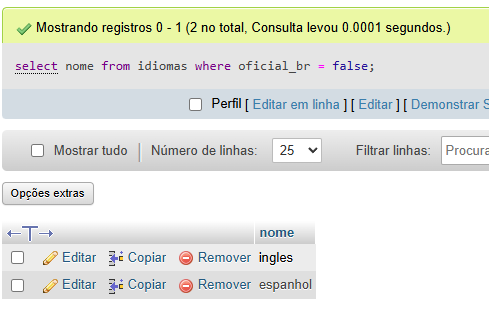 Mostrando registros 0 - 1 (2 no total, Consulta levou 0.0001 segundos.)
select nome from idiomas where oficial_br = false;
Perfil [ Editar em linha ] [ Editar ] [ Demonstrar S
Mostrar tudo | Número de linhas: 25 Filtrar linhas: Procura
Opções extras
←T→ nome
Editar Copiar Remover ingles
Editar Copiar Remover espanhol